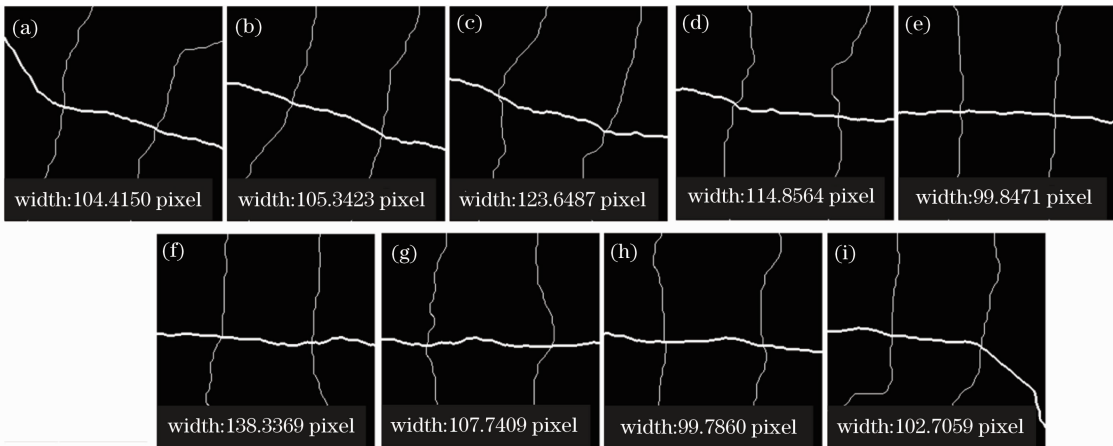 (a)
(b)
(c)
(d)
(e)
width:104.4150 pixel
width:105.3423 pixel
width:123.6487 pixel
width:114.8564 pixel
width:99.8471 pixel
(f)
(g)
(h)
(i)
width:138.3369 pixel
width:107.7409 pixel
width:99.7860 pixel
width:102.7059 pixel